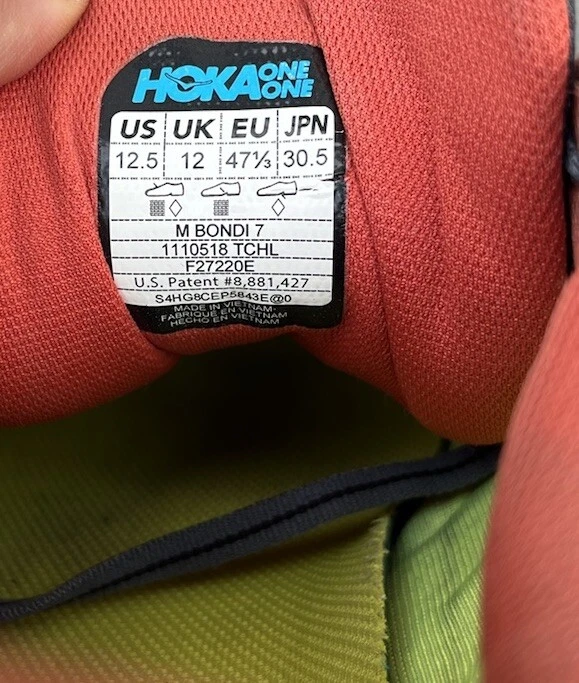 HOKA ONE ONE
US UK EU JPN
12.5 12 47⅓ 30.5
M BONDI 7
1110518 TCHL
F27220E
U.S. Patent #8,881,427
S4HG8CEP5843E@0
MADE IN VIETNAM
FABRIQUE EN VIETNAM
HECHO EN VIETNAM